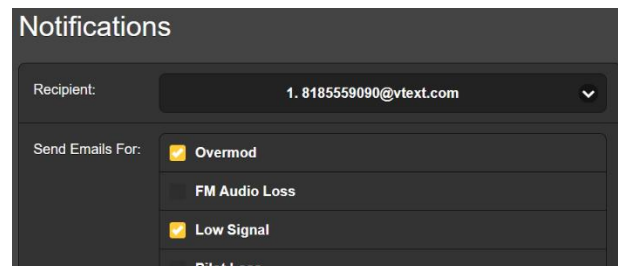 Notifications
Recipient:
1. 8185559090@vtext.com
Send Emails For:
Overmod
FM Audio Loss
Low Signal